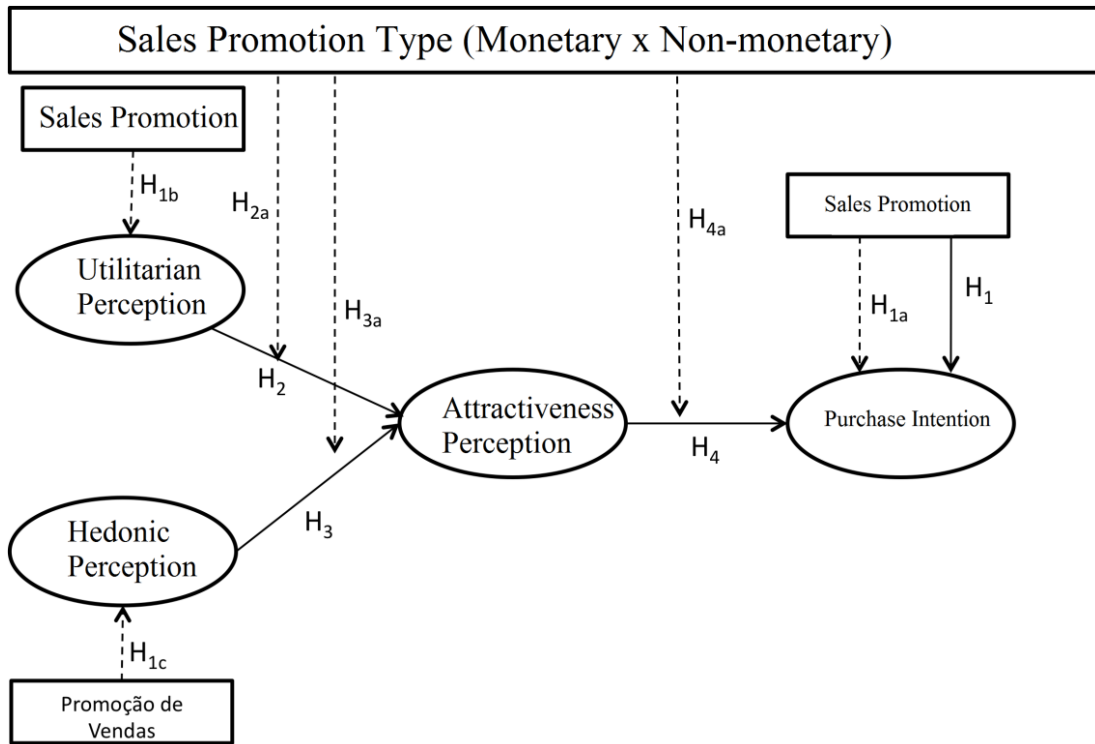 Sales Promotion Type (Monetary x Non-monetary)
Sales Promotion
H1b
H2a
Sales Promotion
H4a
Utilitarian
Perception
H3a
H1a
H1
H2
Attractiveness
Perception
Purchase Intention
H4
Hedonic
Perception
H3
H1c
Promoção de
Vendas